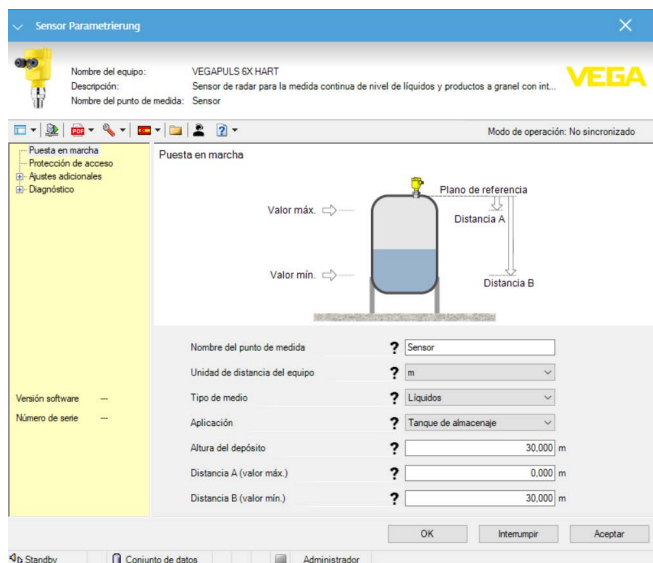 Sensor Parametrierung
Nombre del equipo: VEGAPULS 6X HART
Descripción: Sensor de radar para la medida continua de nivel de líquidos y productos a granel con int...
Nombre del punto de medida: Sensor
VEGA
PDF
Modo de operación: No sincronizado
Puesta en marcha
Protección de acceso
Ajustes adicionales
Diagnóstico
Versión software ---
Número de serie ---
Puesta en marcha
Plano de referencia
Valor máx.
Distancia A
Valor mín.
Distancia B
Nombre del punto de medida ? Sensor
Unidad de distancia del equipo ? m
Tipo de medio ? Líquidos
Aplicación ? Tanque de almacenaje
Altura del depósito ? 30,000 m
Distancia A (valor máx.) ? 0,000 m
Distancia B (valor mín.) ? 30,000 m
OK Interrumpir Aceptar
Standby Conjunto de datos Administrador